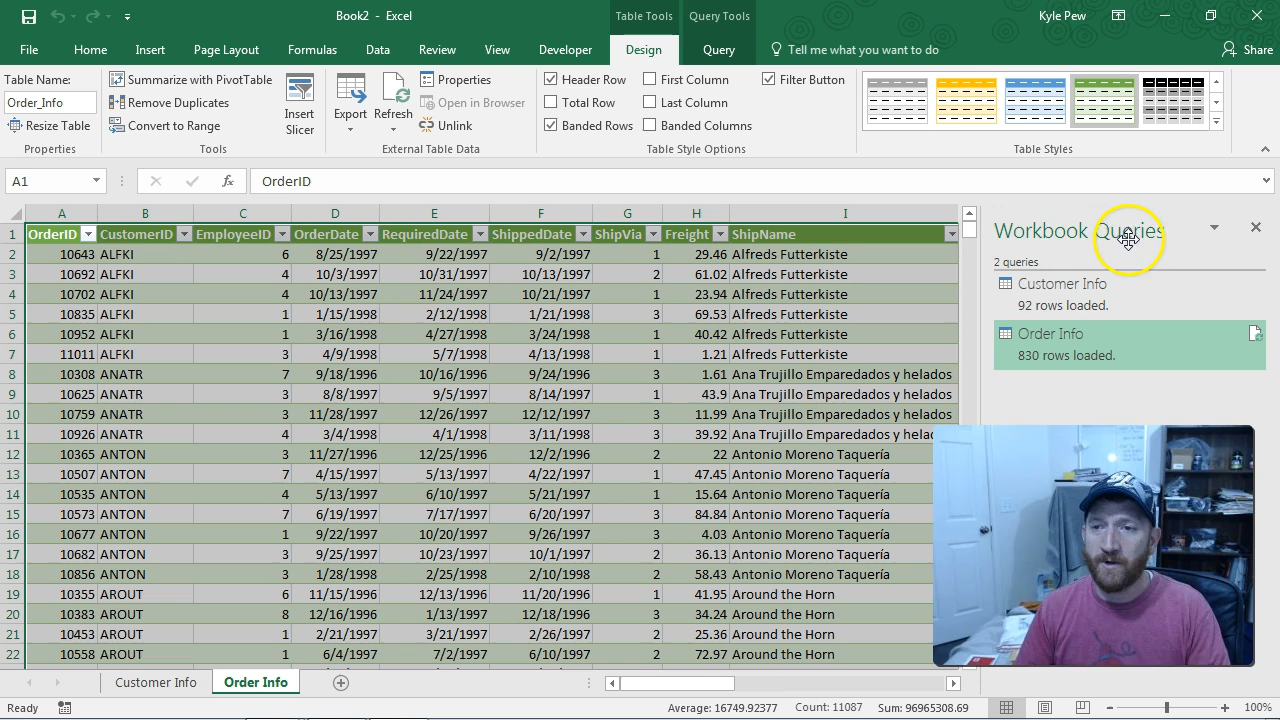 Book2 - Excel
Table Tools
Query Tools
Kyle Pew
File Home Insert Page Layout Formulas Data Review View Developer Design Query Tell me what you want to do Share
Table Name:
Order_Info
Resize Table
Properties
Summarize with PivotTable
Remove Duplicates
Convert to Range
Insert
Slicer
Tools
Export
Refresh
Properties
Open in Browser
Unlink
External Table Data
Header Row First Column Filter Button
Total Row Last Column
Banded Rows Banded Columns
Table Style Options
Table Styles
A1 fx OrderID
A B C D E F G H I
1 OrderID CustomerID EmployeeID OrderDate RequiredDate ShippedDate ShipVia Freight ShipName
2 10643 ALFKI 6 8/25/1997 9/22/1997 9/2/1997 1 29.46 Alfreds Futterkiste
3 10692 ALFKI 4 10/3/1997 10/31/1997 10/13/1997 2 61.02 Alfreds Futterkiste
4 10702 ALFKI 4 10/13/1997 11/24/1997 10/21/1997 1 23.94 Alfreds Futterkiste
5 10835 ALFKI 1 1/15/1998 2/12/1998 1/21/1998 3 69.53 Alfreds Futterkiste
6 10952 ALFKI 1 3/16/1998 4/27/1998 3/24/1998 1 40.42 Alfreds Futterkiste
7 11011 ALFKI 3 4/9/1998 5/7/1998 4/13/1998 1 1.21 Alfreds Futterkiste
8 10308 ANATR 7 9/18/1996 10/16/1996 9/24/1996 3 1.61 Ana Trujillo Emparedados y helados
9 10625 ANATR 3 8/8/1997 9/5/1997 8/14/1997 1 43.9 Ana Trujillo Emparedados y helados
10 10759 ANATR 3 11/28/1997 12/26/1997 12/12/1997 3 11.99 Ana Trujillo Emparedados y helados
11 10926 ANATR 4 3/4/1998 4/1/1998 3/11/1998 3 39.92 Ana Trujillo Emparedados y helad
12 10365 ANTON 3 11/27/1996 12/25/1996 12/2/1996 2 22 Antonio Moreno Taquería
13 10507 ANTON 7 4/15/1997 5/13/1997 4/22/1997 1 47.45 Antonio Moreno Taquería
14 10535 ANTON 4 5/13/1997 6/10/1997 5/21/1997 1 15.64 Antonio Moreno Taquería
15 10573 ANTON 7 6/19/1997 7/17/1997 6/20/1997 3 84.84 Antonio Moreno Taquería
16 10677 ANTON 1 9/22/1997 10/20/1997 9/26/1997 3 4.03 Antonio Moreno Taquería
17 10682 ANTON 3 9/25/1997 10/23/1997 10/1/1997 2 36.13 Antonio Moreno Taquería
18 10856 ANTON 3 1/28/1998 2/25/1998 2/10/1998 2 58.43 Antonio Moreno Taquería
19 10355 AROUT 6 11/15/1996 12/13/1996 11/20/1996 1 41.95 Around the Horn
20 10383 AROUT 8 12/16/1996 1/13/1997 12/18/1996 3 34.24 Around the Horn
21 10453 AROUT 1 2/21/1997 3/21/1997 2/26/1997 2 25.36 Around the Horn
22 10558 AROUT 1 6/4/1997 7/2/1997 6/10/1997 2 72.97 Around the Horn
Workbook Queries
2 queries
Customer Info
92 rows loaded.
Order Info
830 rows loaded.
Customer Info Order Info
Ready Average: 16749.92377 Count: 11087 Sum: 96965308.69 100%